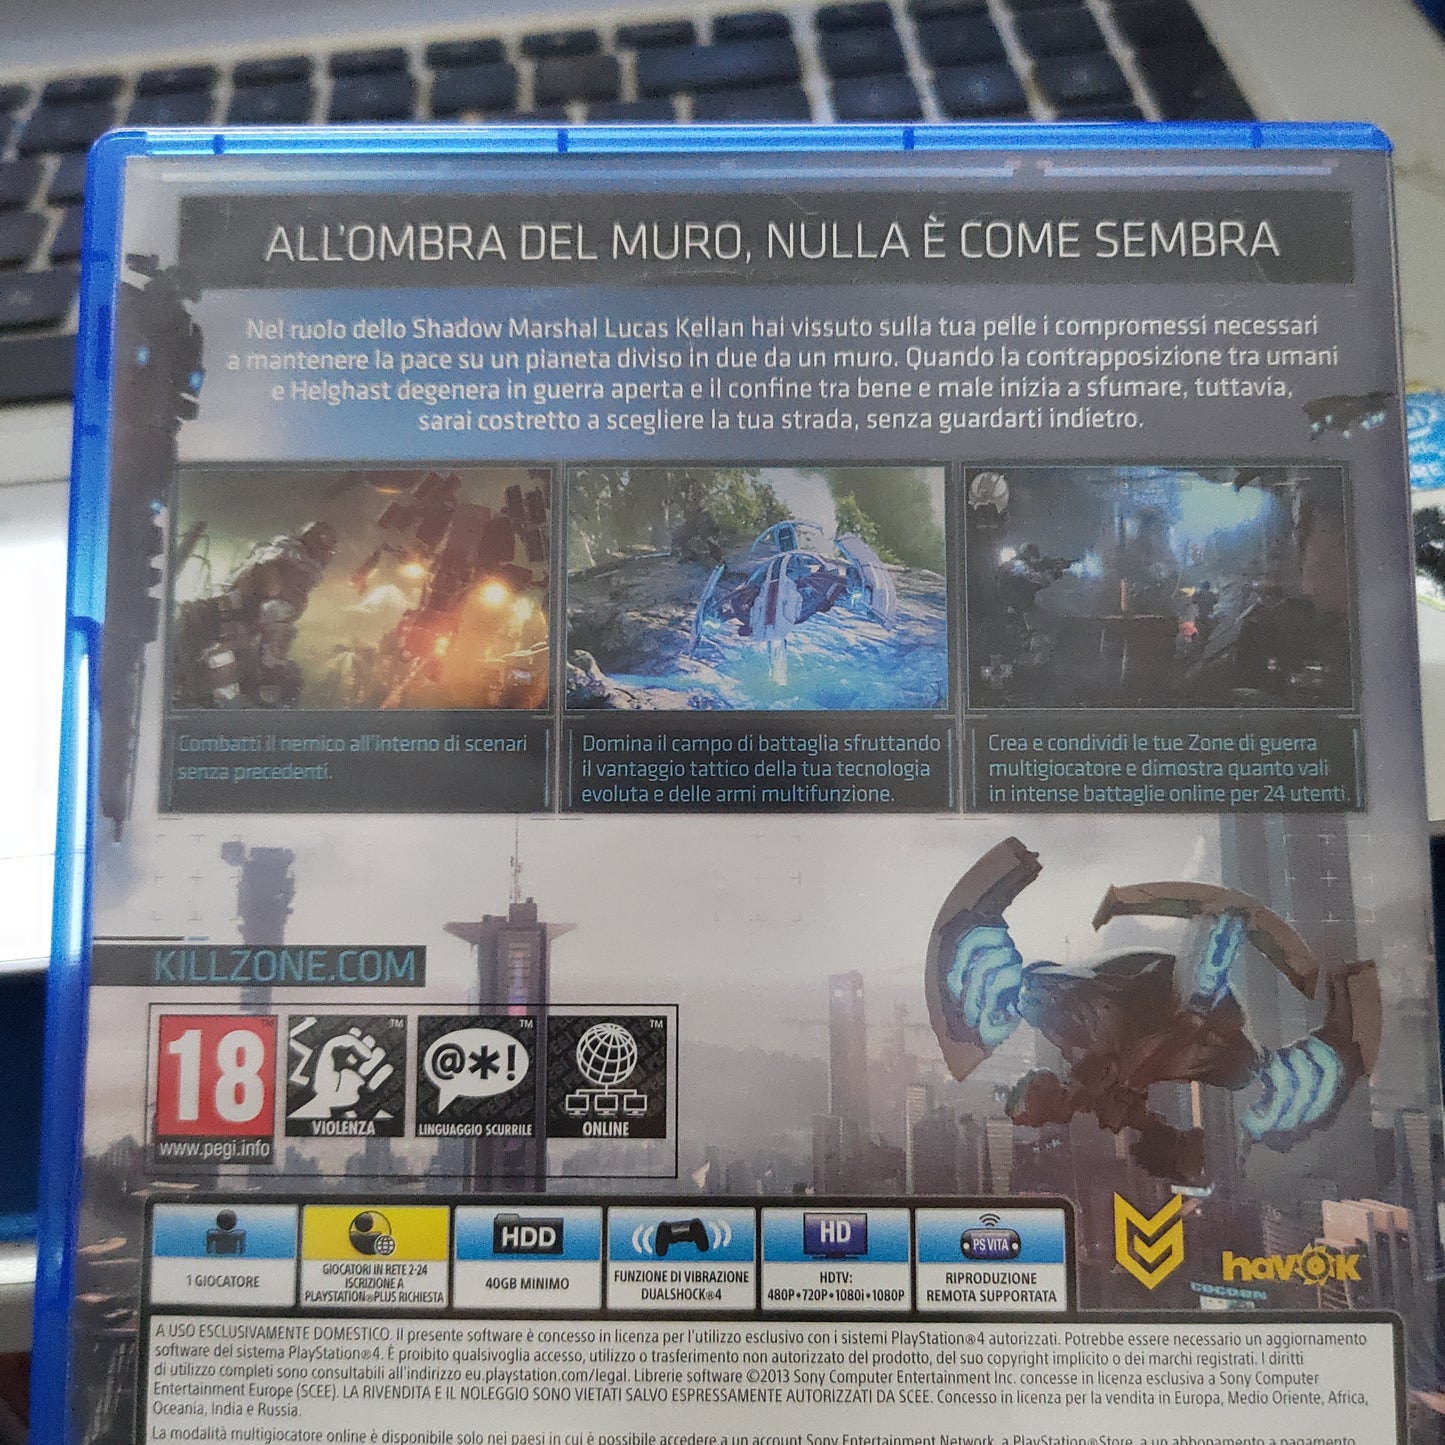 ALL'OMBRA DEL MURO, NULLA È COME SEMBRA
Nel ruolo dello Shadow Marshal Lucas Kellan hai vissuto sulla tua pelle i compromessi necessari
a mantenere la pace su un pianeta diviso in due da un muro. Quando la contrapposizione tra umani
e Helghast degenera in guerra aperta e il confine tra bene e male inizia a sfumare, tuttavia,
sarai costretto a scegliere la tua strada, senza guardarti indietro.
Combatti il nemico all'interno di scenari
senza precedenti.
Domina il campo di battaglia sfruttando
il vantaggio tattico della tua tecnologia
evoluta e delle armi multifunzione.
Crea e condividi le tue Zone di guerra
multigiocatore e dimostra quanto vali
in intense battaglie online per 24 utenti.
KILLZONE.COM
18
www.pegi.info
VIOLENZA
@*!
LINGUAGGIO SCURRILE
ONLINE
1 GIOCATORE
GIOCATORI IN RETE 2-24
ISCRIZIONE A
PLAYSTATION®PLUS RICHIESTA
HDD
40GB MINIMO
FUNZIONE DI VIBRAZIONE
DUALSHOCK®4
HD
HDTV:
480P•720P•1080i•1080P
PS VITA
RIPRODUZIONE
REMOTA SUPPORTATA
havok
COCOON
A USO ESCLUSIVAMENTE DOMESTICO. Il presente software è concesso in licenza per l'utilizzo esclusivo con i sistemi PlayStation®4 autorizzati. Potrebbe essere necessario un aggiornamento
software del sistema PlayStation®4. È proibito qualsivoglia accesso, utilizzo o trasferimento non autorizzato del prodotto, del suo copyright implicito o dei marchi registrati. I diritti
di utilizzo completi sono consultabili all'indirizzo eu.playstation.com/legal. Librerie software ©2013 Sony Computer Entertainment Inc. concesse in licenza esclusiva a Sony Computer
Entertainment Europe (SCEE). LA RIVENDITA E IL NOLEGGIO SONO VIETATI SALVO ESPRESSAMENTE AUTORIZZATI DA SCEE. Concesso in licenza per la vendita in Europa, Medio Oriente, Africa,
Oceania, India e Russia.
La modalità multigiocatore online è disponibile solo nei paesi in cui è possibile accedere a un account Sony Entertainment Network, a PlayStation®Store, a un abbonamento a pagamento